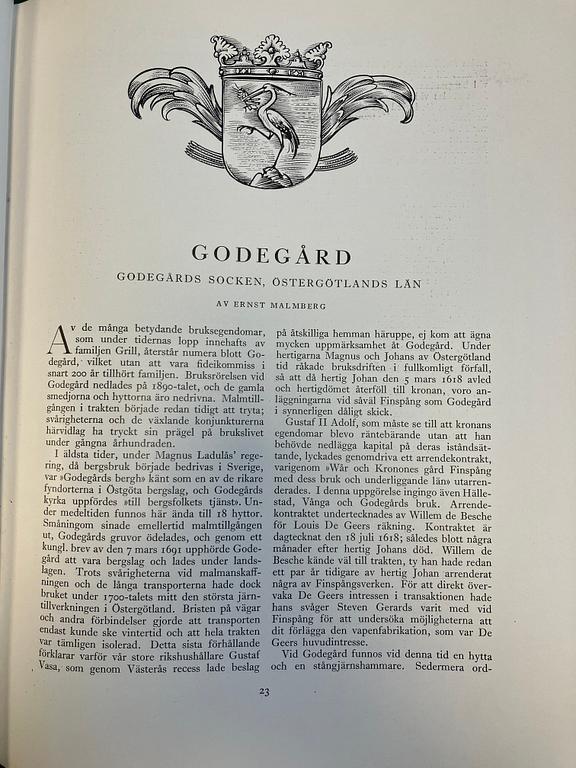 GODEGÅRD
GODEGÅRDS SOCKEN, ÖSTERGÖTLANDS LÄN
AV ERNST MALMBERG
Av de många betydande bruksegendomar,
som under tidernas lopp innehafts av
familjen Grill, återstår numera blott Go-
degård, vilket utan att vara fideikommiss i
snart 200 år tillhört familjen. Bruksrörelsen vid
Godegård nedlades på 1890-talet, och de gamla
smedjorna och hyttorna äro nedrivna. Malmtill-
gången i trakten började redan tidigt att tryta;
svårigheterna och de växlande konjunkturerna
härvidlag ha tryckt sin prägel på brukslivet
under gångna århundraden.
I äldsta tider, under Magnus Ladulås' rege-
ring, då bergsbruk började bedrivas i Sverige,
var »Godegårds bergh» känt som en av de rikare
fyndorterna i Östgöta bergslag, och Godegårds
kyrka uppfördes »till bergsfolkets tjänst». Un-
der medeltiden funnos här ända till 18 hyttor.
Småningom sinade emellertid malmtillgången
ut, Godegårds gruvor ödelades, och genom ett
kungl. brev av den 7 mars 1691 upphörde Gode-
gård att vara bergslag och lades under lands-
lagen. Trots svårigheterna vid malmanskaff-
ningen och de långa transporterna hade dock
bruket under 1700-talets mitt den största järn-
tillverkningen i Östergötland. Bristen på vägar
och andra förbindelser gjorde att transporten
endast kunde ske vintertid och att hela trakten
var tämligen isolerad. Detta sista förhållande
förklarar varför vår store rikshushållare Gustaf
Vasa, som genom Västerås recess lade beslag
på åtskilliga hemman häruppe, ej kom att ägna
mycken uppmärksamhet åt Godegård. Under
hertigarna Magnus och Johans av Östergötland
tid råkade bruksdriften i fullkomligt förfall,
så att då hertig Johan den 5 mars 1618 avled
och hertigdömet återföll till kronan, voro an-
läggningarna vid såväl Finspång som Godegård
i synnerligen dåligt skick.
Gustaf II Adolf, som måste se till att kronans
egendomar blevo räntebärande utan att han
behövde nedlägga kapital på deras iståndsät-
tande, lyckades genomdriva ett arrendekontrakt,
varigenom »Wår och Kronones gård Finspång
med dess bruk och underliggande län» utarren-
derades. I denna uppgörelse ingingo även Hälle-
stad, Vånga och Godegårds bruk. Arrende-
kontraktet undertecknades av Willem de Besche
för Louis De Geers räkning. Kontraktet är
dagtecknat den 18 juli 1618; således blott några
månader efter hertig Johans död. Willem de
Besche kände väl till trakten, ty han hade redan
ett par år tidigare av hertig Johan arrenderat
några av Finspångsverken. För att direkt över-
vaka De Geers intressen i transaktionen hade
hans svåger Steven Gerards varit med vid
Finspång för att undersöka möjligheterna att
dit förlägga den vapenfabrikation, som var De
Geers huvudintresse.
Vid Godegård funnos vid denna tid en hytta
och en stångjärnshammare. Sedermera ord-
23